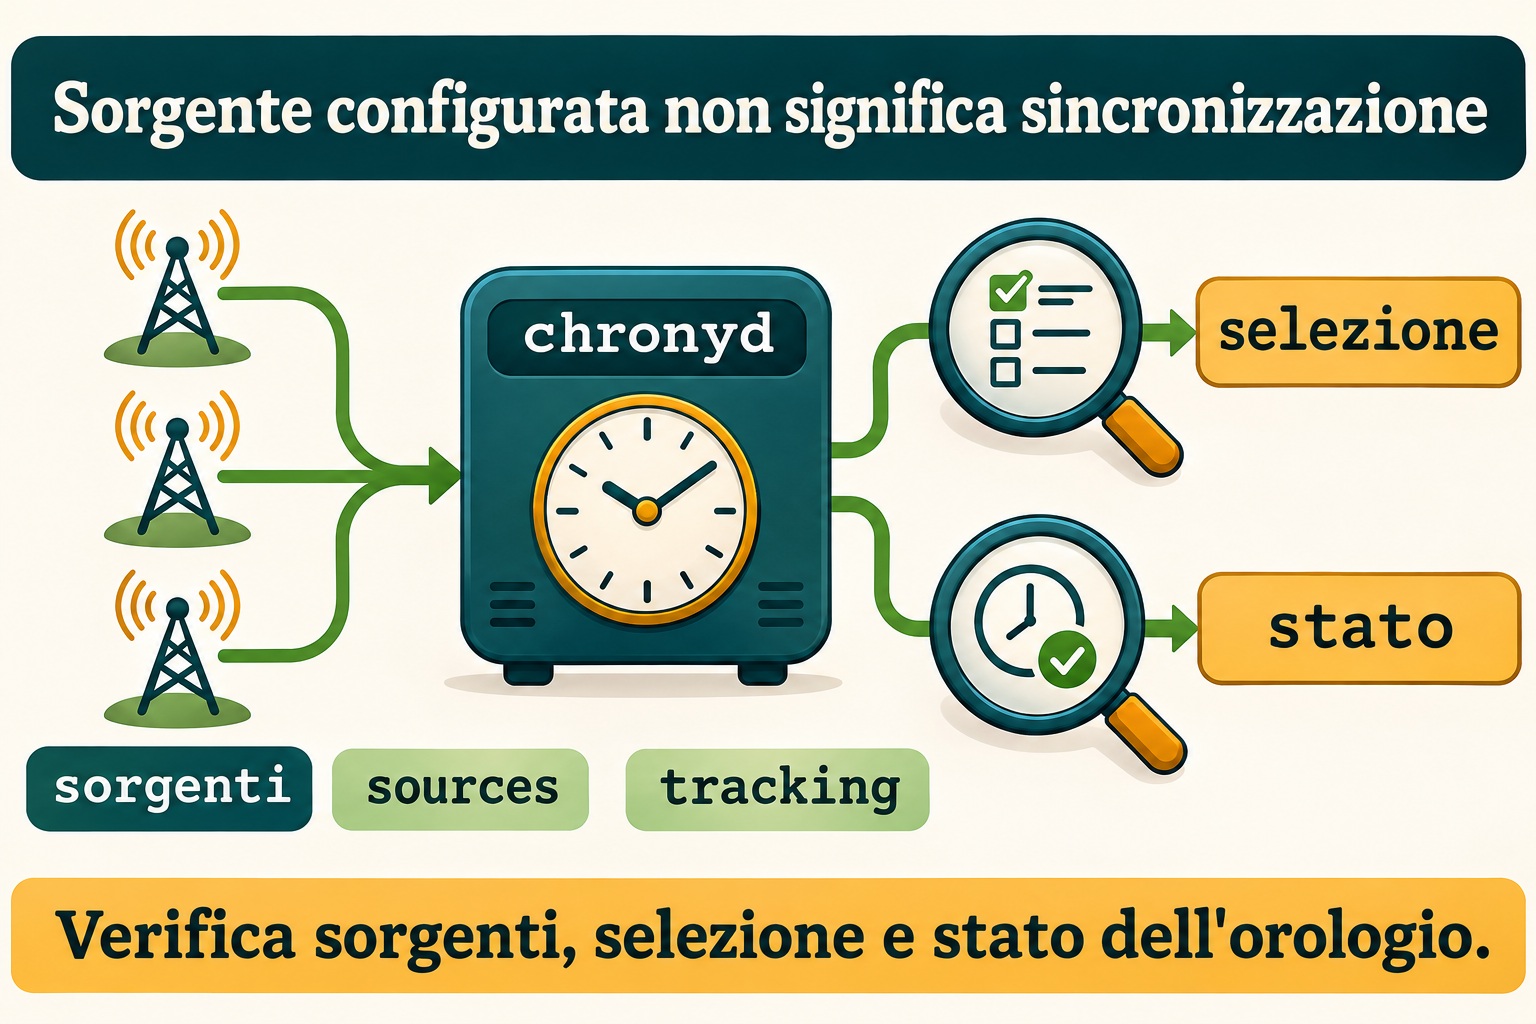 Sorgente configurata non significa sincronizzazione
chronyd
selezione
stato
sorgenti
sources
tracking
Verifica sorgenti, selezione e stato dell'orologio.